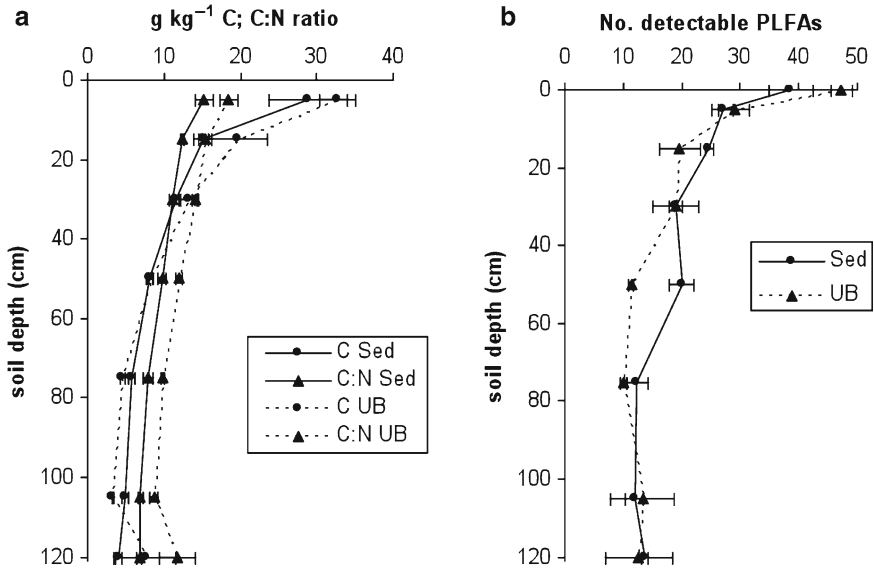 a
g kg⁻¹ C; C:N ratio
0 10 20 30 40
0
20
40
60
80
100
120
soil depth (cm)
C Sed
C:N Sed
C UB
C:N UB
b
No. detectable PLFAs
0 10 20 30 40 50
0
20
40
60
80
100
120
soil depth (cm)
Sed
UB